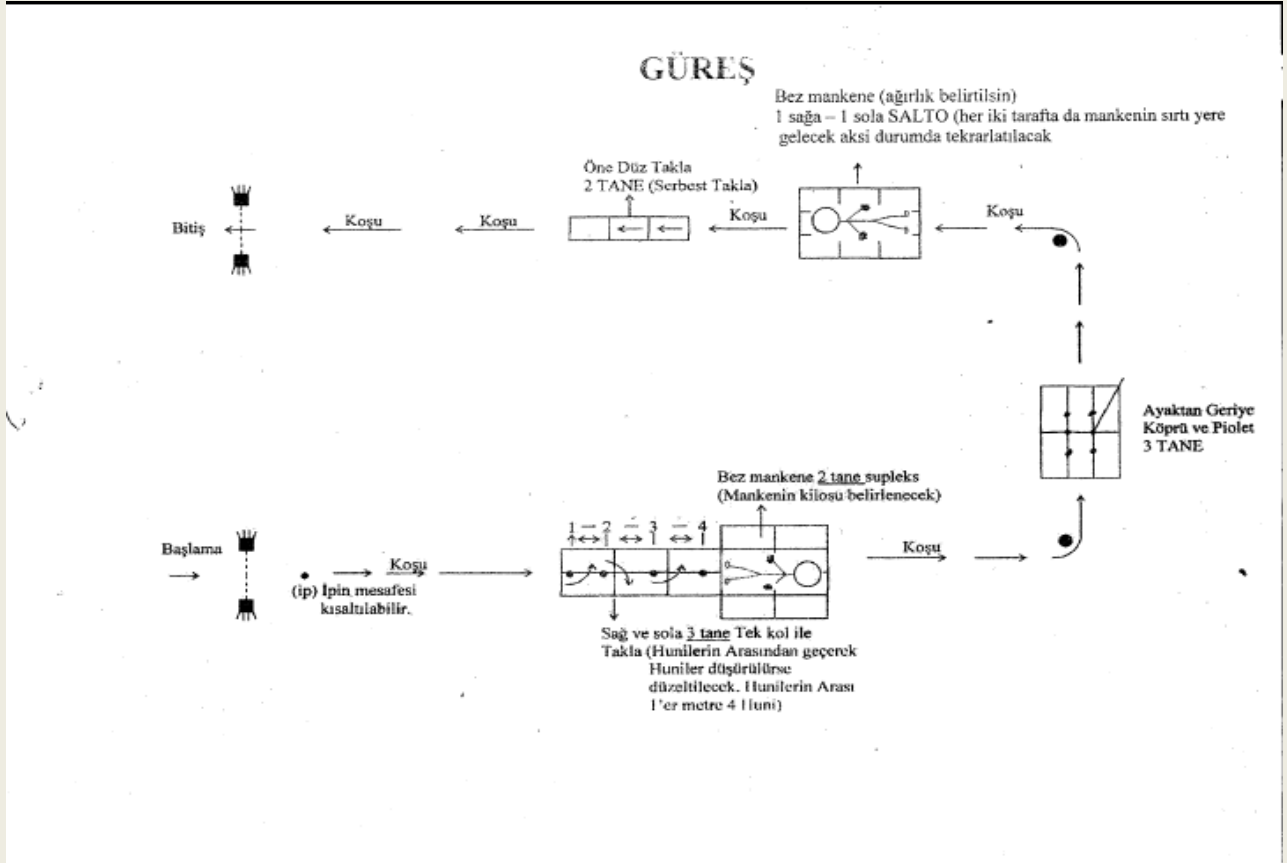 GÜREŞ
Bez mankene (ağırlık belirtilsin)
1 sağa – 1 sola SALTO (her iki tarafta da mankenin sırtı yere
gelecek aksi durumda tekrarlatılacak
Öne Düz Takla
2 TANE (Serbest Takla)
Bitiş
Koşu
Koşu
Koşu
Koşu
Ayaktan Geriye
Köprü ve Piolet
3 TANE
Bez mankene 2 tane supleks
(Mankenin kilosu belirlenecek)
1 – 2 – 3 – 4
Başlama
Koşu
Koşu
(ip) İpin mesafesi
kısaltılabilir.
Sağ ve sola 3 tane Tek kol ile
Takla (Hunilerin Arasından geçerek
Huniler düşürülürse
düzeltilecek. Hunilerin Arası
1'er metre 4 Huni)